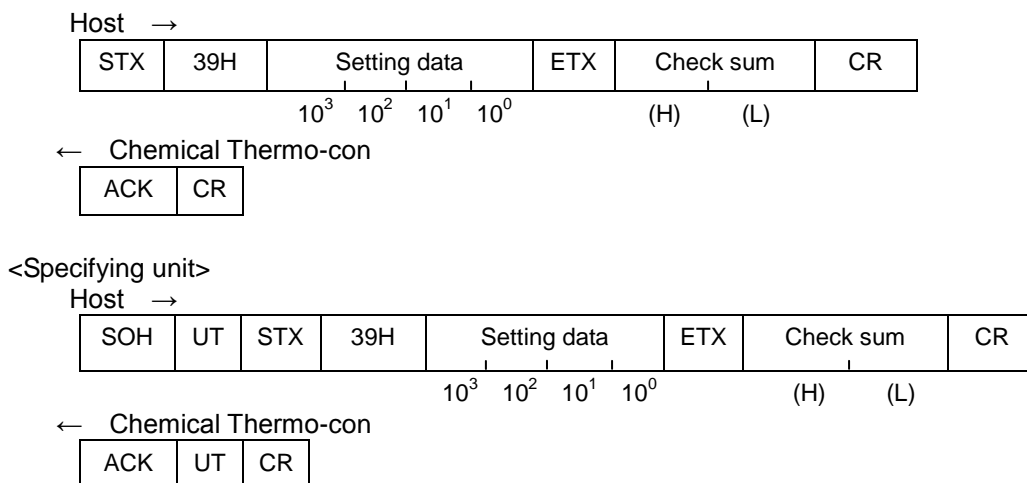 Host →
STX 39H Setting data ETX Check sum CR
10³ 10² 10¹ 10⁰ (H) (L)
← Chemical Thermo-con
ACK CR
<Specifying unit>
Host →
SOH UT STX 39H Setting data ETX Check sum CR
10³ 10² 10¹ 10⁰ (H) (L)
← Chemical Thermo-con
ACK UT CR